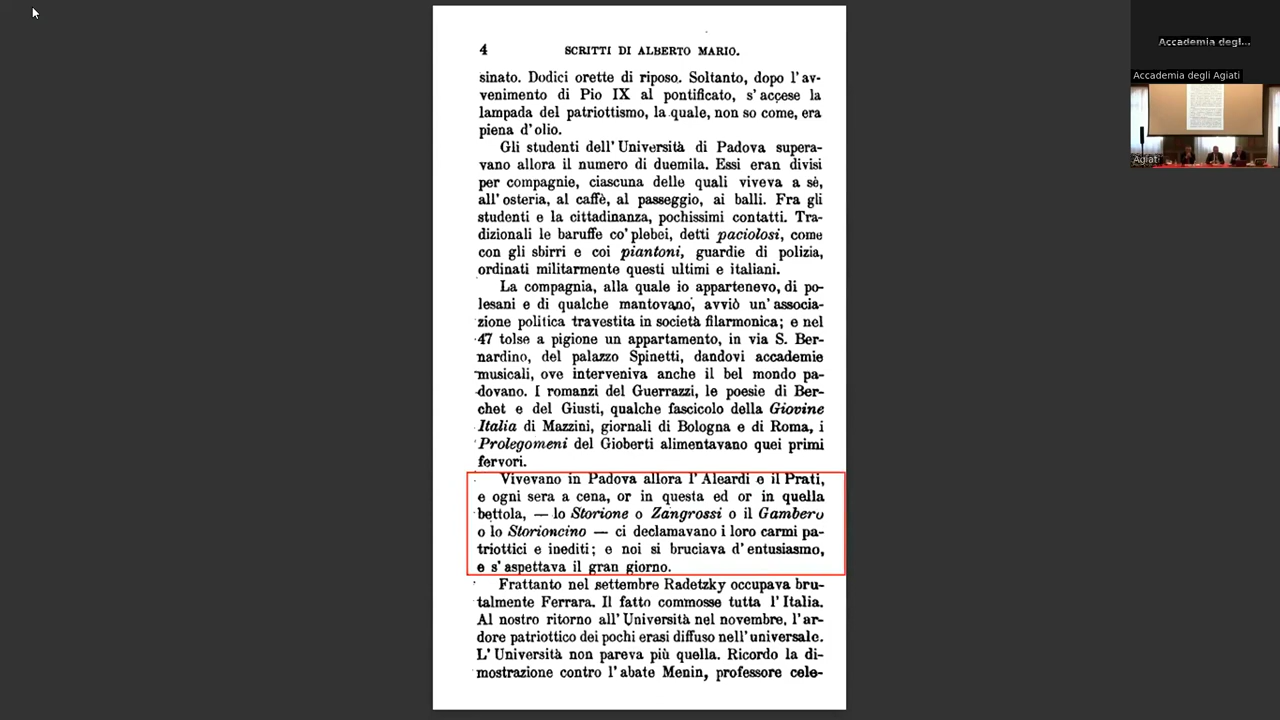 4 SCRITTI DI ALBERTO MARIO.
sinato. Dodici orette di riposo. Soltanto, dopo l'av-
venimento di Pio IX al pontificato, s'accese la
lampada del patriottismo, la quale, non so come, era
piena d'olio.
Gli studenti dell'Università di Padova supera-
vano allora il numero di duemila. Essi eran divisi
per compagnie, ciascuna delle quali viveva a sè,
all'osteria, al caffè, al passeggio, ai balli. Fra gli
studenti e la cittadinanza, pochissimi contatti. Tra-
dizionali le baruffe co'plebei, detti paciolosi, come
con gli sbirri e coi piantoni, guardie di polizia,
ordinati militarmente questi ultimi e italiani.
La compagnia, alla quale io appartenevo, di po-
lesani e di qualche mantovano, avviò un'associa-
zione politica travestita in società filarmonica; e nel
47 tolse a pigione un appartamento, in via S. Ber-
nardino, del palazzo Spinetti, dandovi accademie
musicali, ove interveniva anche il bel mondo pa-
dovano. I romanzi del Guerrazzi, le poesie di Ber-
chet e del Giusti, qualche fascicolo della Giovine
Italia di Mazzini, giornali di Bologna e di Roma, i
Prolegomeni del Gioberti alimentavano quei primi
fervori.
Vivevano in Padova allora l'Aleardi e il Prati,
e ogni sera a cena, or in questa ed or in quella
bettola, — lo Storione o Zangrossi o il Gambero
o lo Storioncino — ci declamavano i loro carmi pa-
triottici e inediti; e noi si bruciava d'entusiasmo,
e s'aspettava il gran giorno.
Frattanto nel settembre Radetzky occupava bru-
talmente Ferrara. Il fatto commosse tutta l'Italia.
Al nostro ritorno all'Università nel novembre, l'ar-
dore patriottico dei pochi erasi diffuso nell'universale.
L'Università non pareva più quella. Ricordo la di-
mostrazione contro l'abate Menin, professore cele-
Accademia degl...
Accademia degli Agiati
Agiati